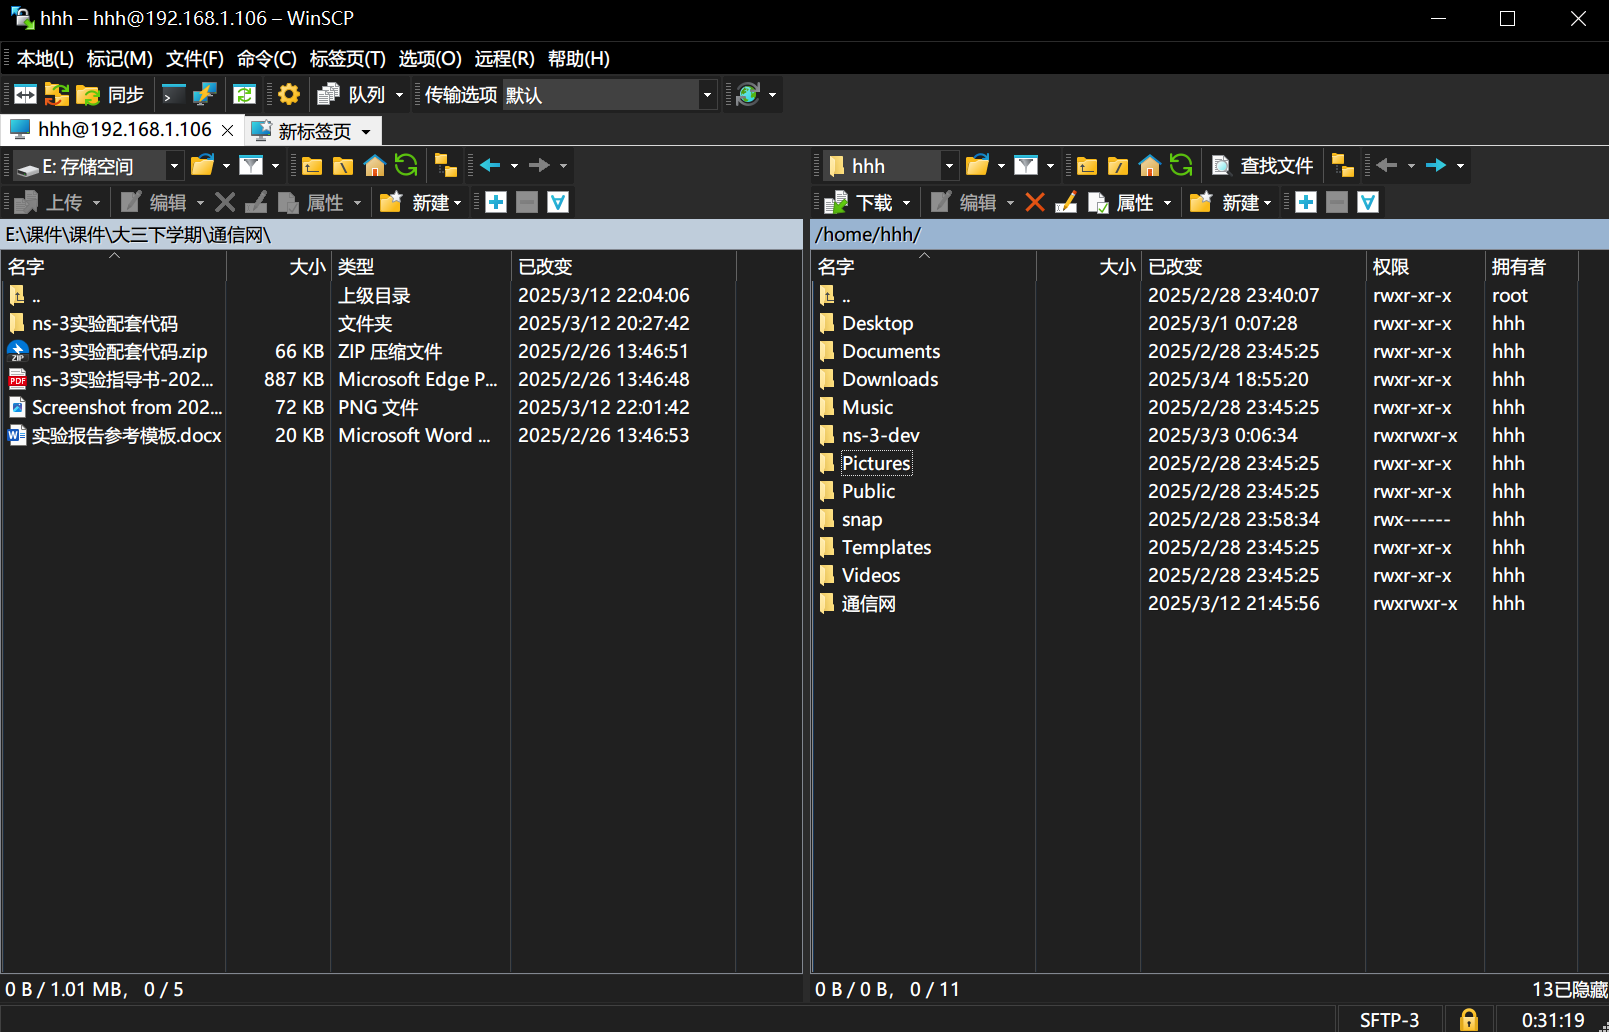 hhh – hhh@192.168.1.106 – WinSCP
本地(L) 标记(M) 文件(F) 命令(C) 标签页(T) 选项(O) 远程(R) 帮助(H)
同步 队列 传输选项 默认
hhh@192.168.1.106 × 新标签页
E: 存储空间
上传 编辑 属性 新建
E:\课件\课件\大三下学期\通信网\
名字 大小 类型 已改变
.. 上级目录 2025/3/12 22:04:06
ns-3实验配套代码 文件夹 2025/3/12 20:27:42
ns-3实验配套代码.zip 66 KB ZIP 压缩文件 2025/2/26 13:46:51
ns-3实验指导书-202... 887 KB Microsoft Edge P... 2025/2/26 13:46:48
Screenshot from 202... 72 KB PNG 文件 2025/3/12 22:01:42
实验报告参考模板.docx 20 KB Microsoft Word ... 2025/2/26 13:46:53
0 B / 1.01 MB, 0 / 5
hhh 查找文件
下载 编辑 属性 新建
/home/hhh/
名字 大小 已改变 权限 拥有者
.. 2025/2/28 23:40:07 rwxr-xr-x root
Desktop 2025/3/1 0:07:28 rwxr-xr-x hhh
Documents 2025/2/28 23:45:25 rwxr-xr-x hhh
Downloads 2025/3/4 18:55:20 rwxr-xr-x hhh
Music 2025/2/28 23:45:25 rwxr-xr-x hhh
ns-3-dev 2025/3/3 0:06:34 rwxrwxr-x hhh
Pictures 2025/2/28 23:45:25 rwxr-xr-x hhh
Public 2025/2/28 23:45:25 rwxr-xr-x hhh
snap 2025/2/28 23:58:34 rwx------ hhh
Templates 2025/2/28 23:45:25 rwxr-xr-x hhh
Videos 2025/2/28 23:45:25 rwxr-xr-x hhh
通信网 2025/3/12 21:45:56 rwxrwxr-x hhh
0 B / 0 B, 0 / 11 13已隐藏
SFTP-3 0:31:19